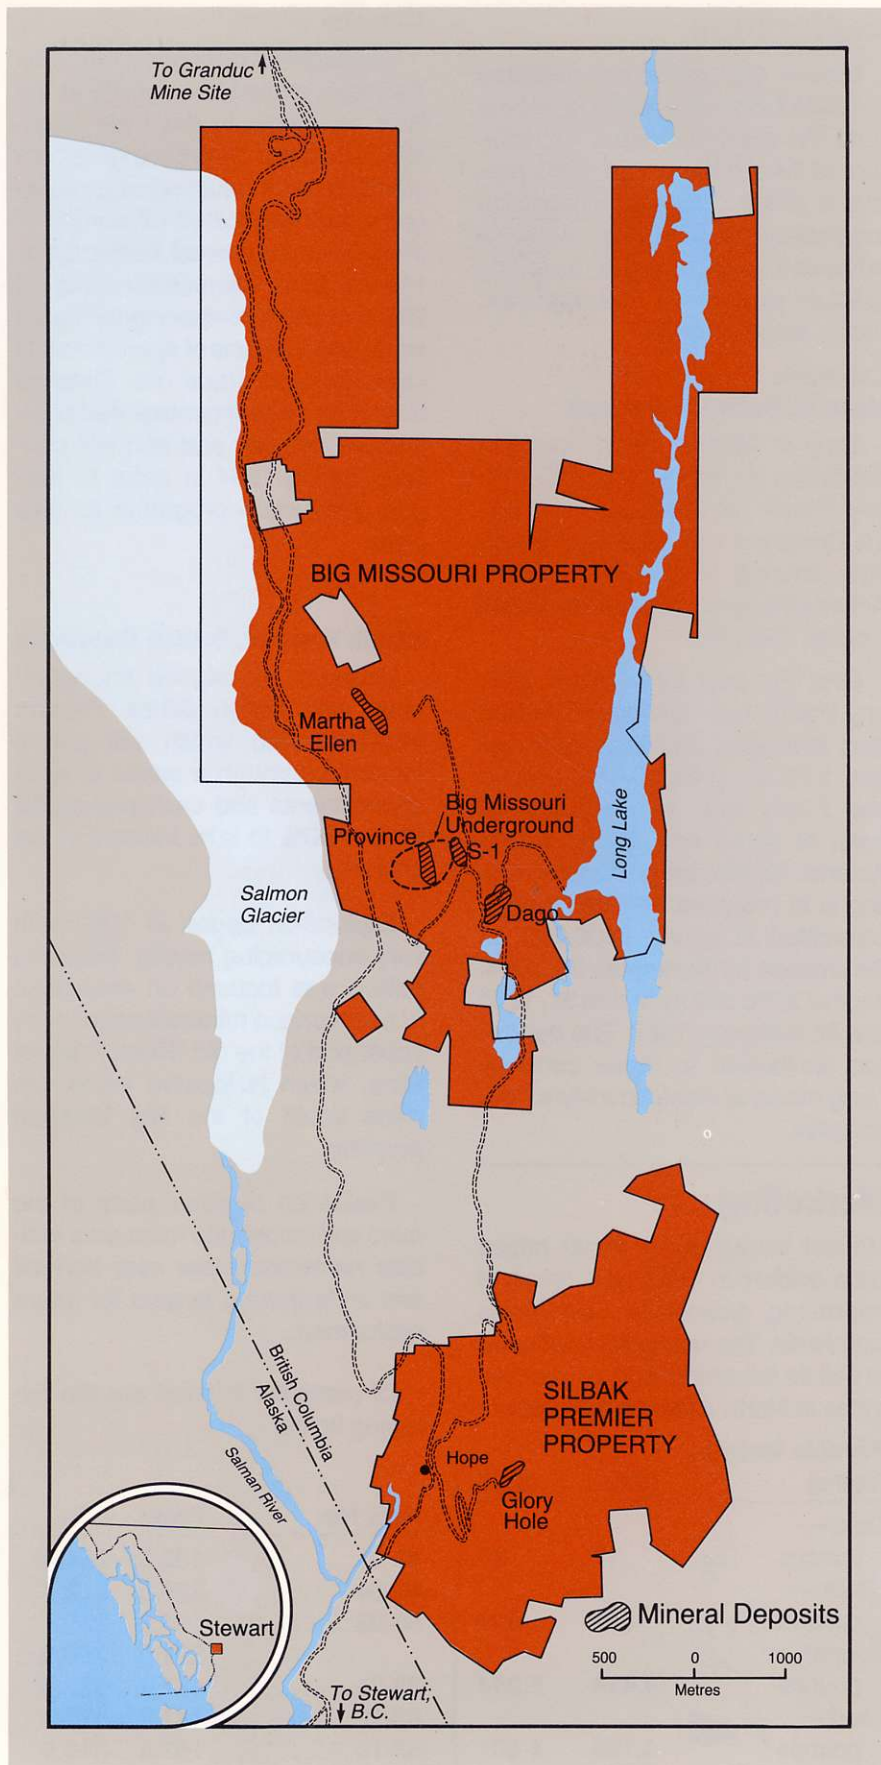 To Granduc
Mine Site
BIG MISSOURI PROPERTY
Martha
Ellen
Big Missouri
Underground
Province
S-1
Dago
Long Lake
Salmon
Glacier
British Columbia
Alaska
SILBAK
PREMIER
PROPERTY
Hope
Glory
Hole
Salman River
Stewart
Mineral Deposits
500 0 1000
Metres
To Stewart,
B.C.